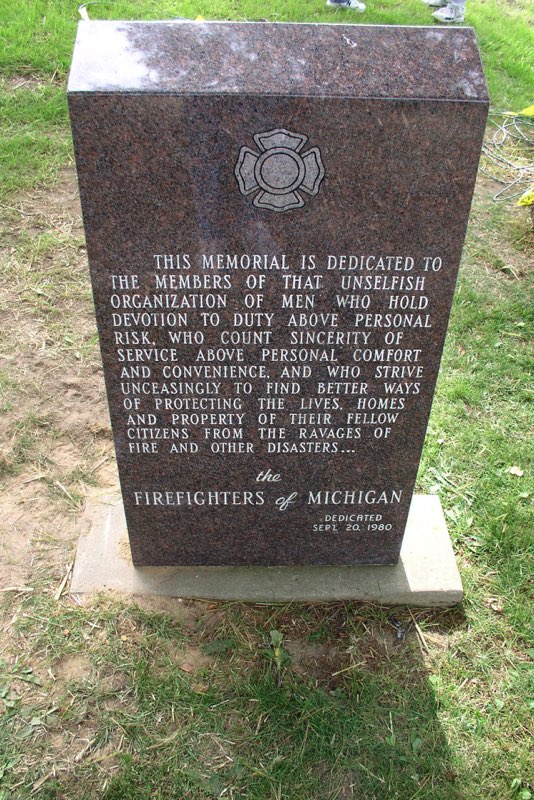 THIS MEMORIAL IS DEDICATED TO
THE MEMBERS OF THAT UNSELFISH
ORGANIZATION OF MEN WHO HOLD
DEVOTION TO DUTY ABOVE PERSONAL
RISK, WHO COUNT SINCERITY OF
SERVICE ABOVE PERSONAL COMFORT
AND CONVENIENCE, AND WHO STRIVE
UNCEASINGLY TO FIND BETTER WAYS
OF PROTECTING THE LIVES, HOMES
AND PROPERTY OF THEIR FELLOW
CITIZENS FROM THE RAVAGES OF
FIRE AND OTHER DISASTERS...
the
FIREFIGHTERS of MICHIGAN
DEDICATED
SEPT. 20, 1980